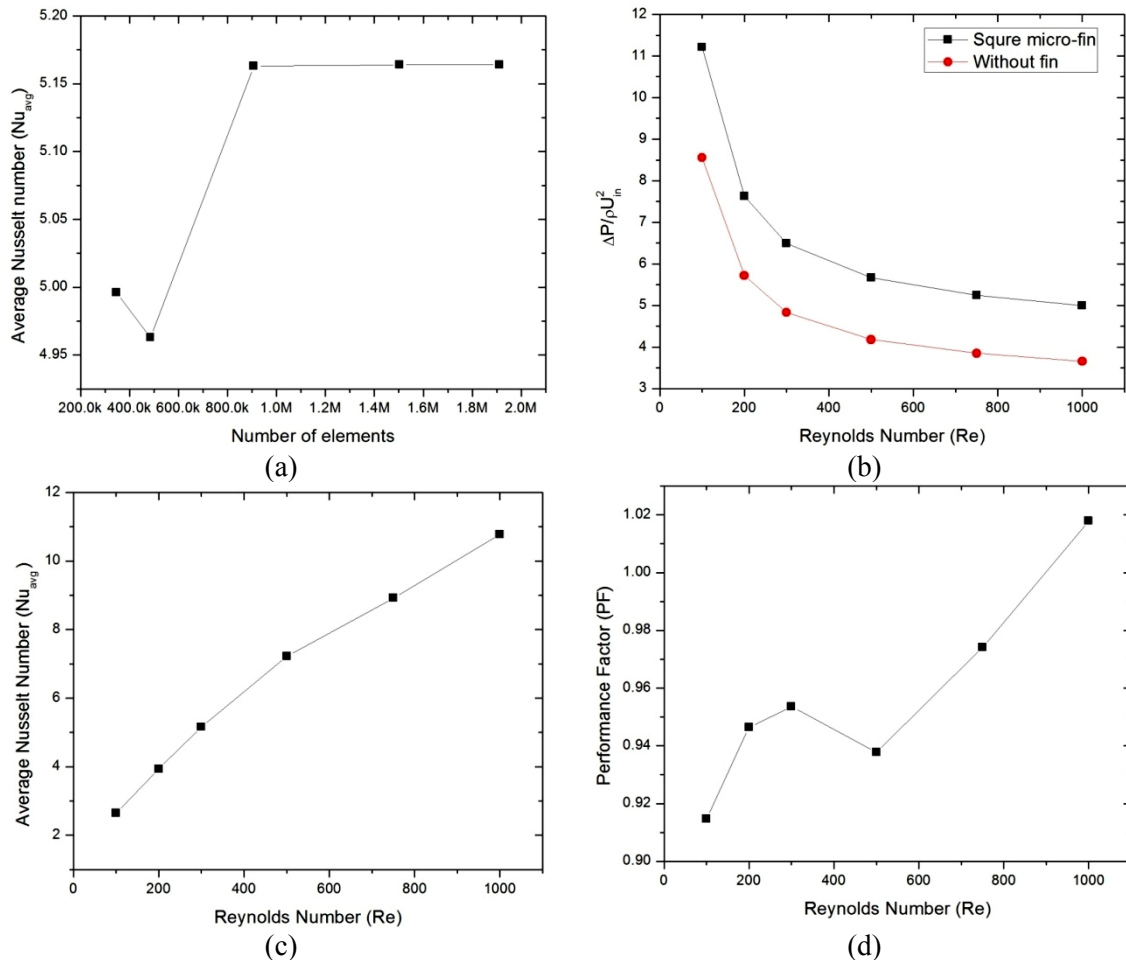 5.20
5.15
5.10
5.05
5.00
4.95
Average Nusselt number (Nu_avg)
200.0k 400.0k 600.0k 800.0k 1.0M 1.2M 1.4M 1.6M 1.8M 2.0M
Number of elements
(a)
12
11
10
9
8
7
6
5
4
3
ΔP/ρU²_in
Squre micro-fin
Without fin
0 200 400 600 800 1000
Reynolds Number (Re)
(b)
12
10
8
6
4
2
Average Nusselt Number (Nu_avg)
0 200 400 600 800 1000
Reynolds Number (Re)
(c)
1.02
1.00
0.98
0.96
0.94
0.92
0.90
Performance Factor (PF)
0 200 400 600 800 1000
Reynolds Number (Re)
(d)